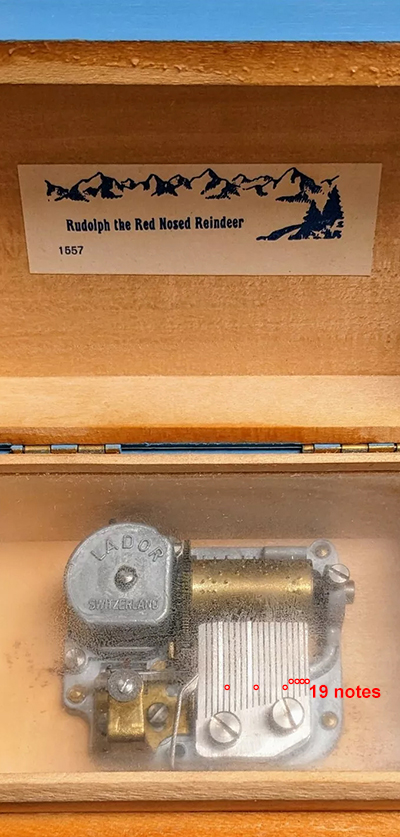 Rudolph the Red Nosed Reindeer
1557
LADOR
SWITZERLAND
19 notes